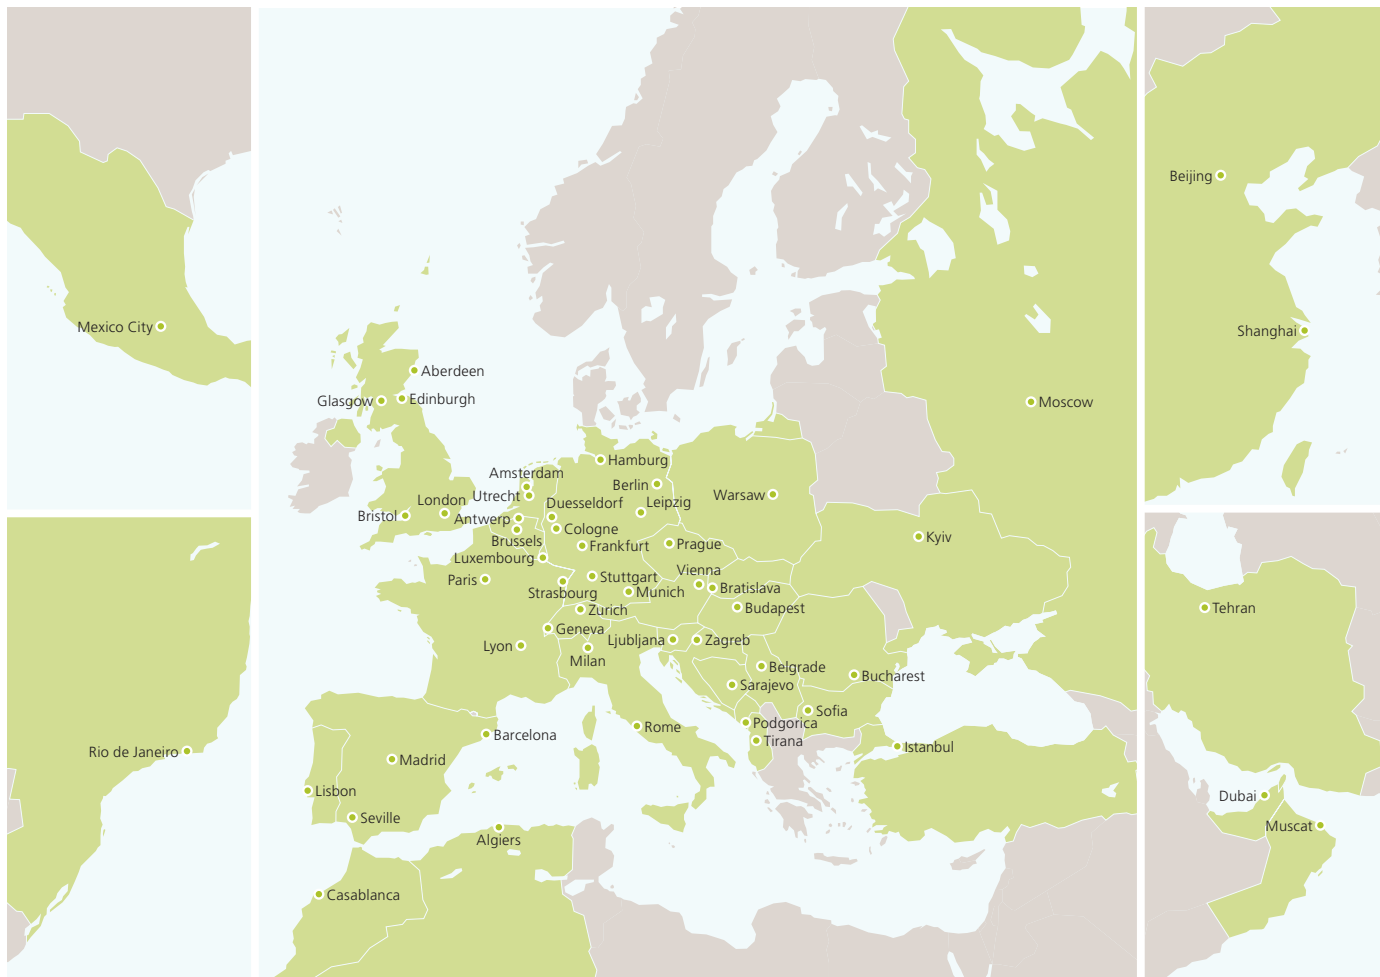 Mexico City
Rio de Janeiro
Aberdeen
Glasgow
Edinburgh
Moscow
Hamburg
Amsterdam
Berlin
Utrecht
Warsaw
London
Duesseldorf
Leipzig
Bristol
Antwerp
Cologne
Kyiv
Brussels
Frankfurt
Prague
Luxembourg
Vienna
Paris
Stuttgart
Bratislava
Strasbourg
Munich
Zurich
Budapest
Geneva
Lyon
Ljubljana
Zagreb
Milan
Belgrade
Bucharest
Sarajevo
Sofia
Podgorica
Rome
Barcelona
Tirana
Istanbul
Madrid
Lisbon
Seville
Algiers
Casablanca
Beijing
Shanghai
Tehran
Dubai
Muscat